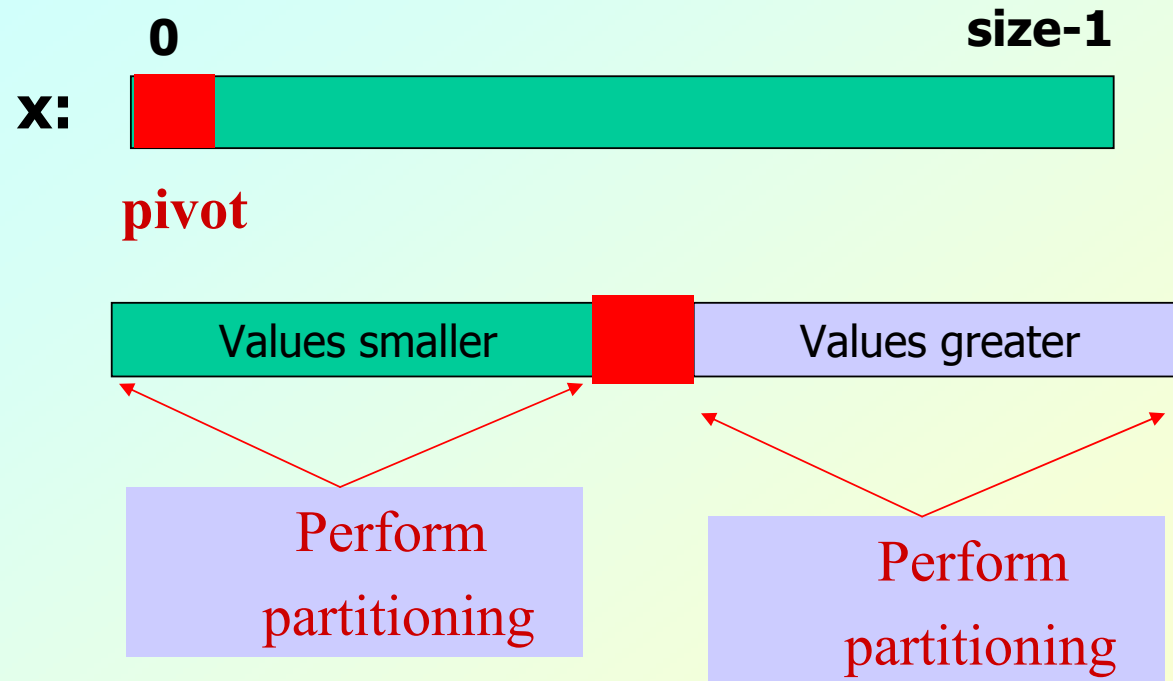 0 size-1
x:
pivot
Values smaller Values greater
Perform
partitioning
Perform
partitioning